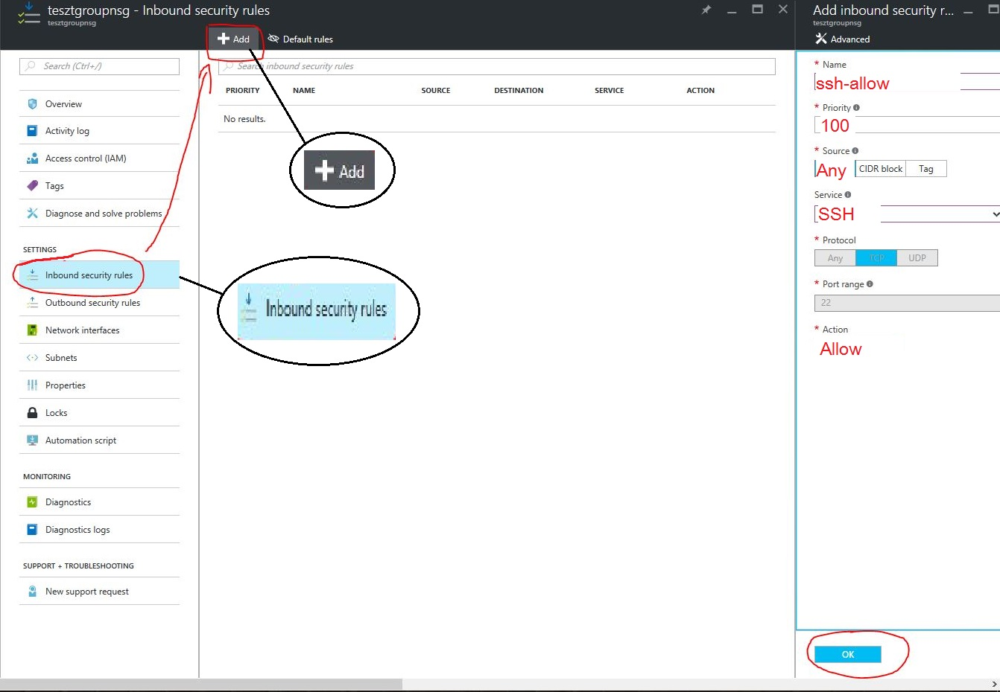 tesztgroupnsg - Inbound security rules
tesztgroupnsg
Add
Default rules
Search (Ctrl+/)
Overview
Activity log
Access control (IAM)
Tags
Diagnose and solve problems
SETTINGS
Inbound security rules
Outbound security rules
Network interfaces
Subnets
Properties
Locks
Automation script
MONITORING
Diagnostics
Diagnostics logs
SUPPORT + TROUBLESHOOTING
New support request
Search inbound security rules
PRIORITY NAME SOURCE DESTINATION SERVICE ACTION
No results.
Add
Inbound security rules
Add inbound security r...
tesztgroupnsg
Advanced
* Name
ssh-allow
* Priority
100
* Source
Any CIDR block Tag
Service
SSH
* Protocol
Any TCP UDP
* Port range
22
* Action
Allow
OK